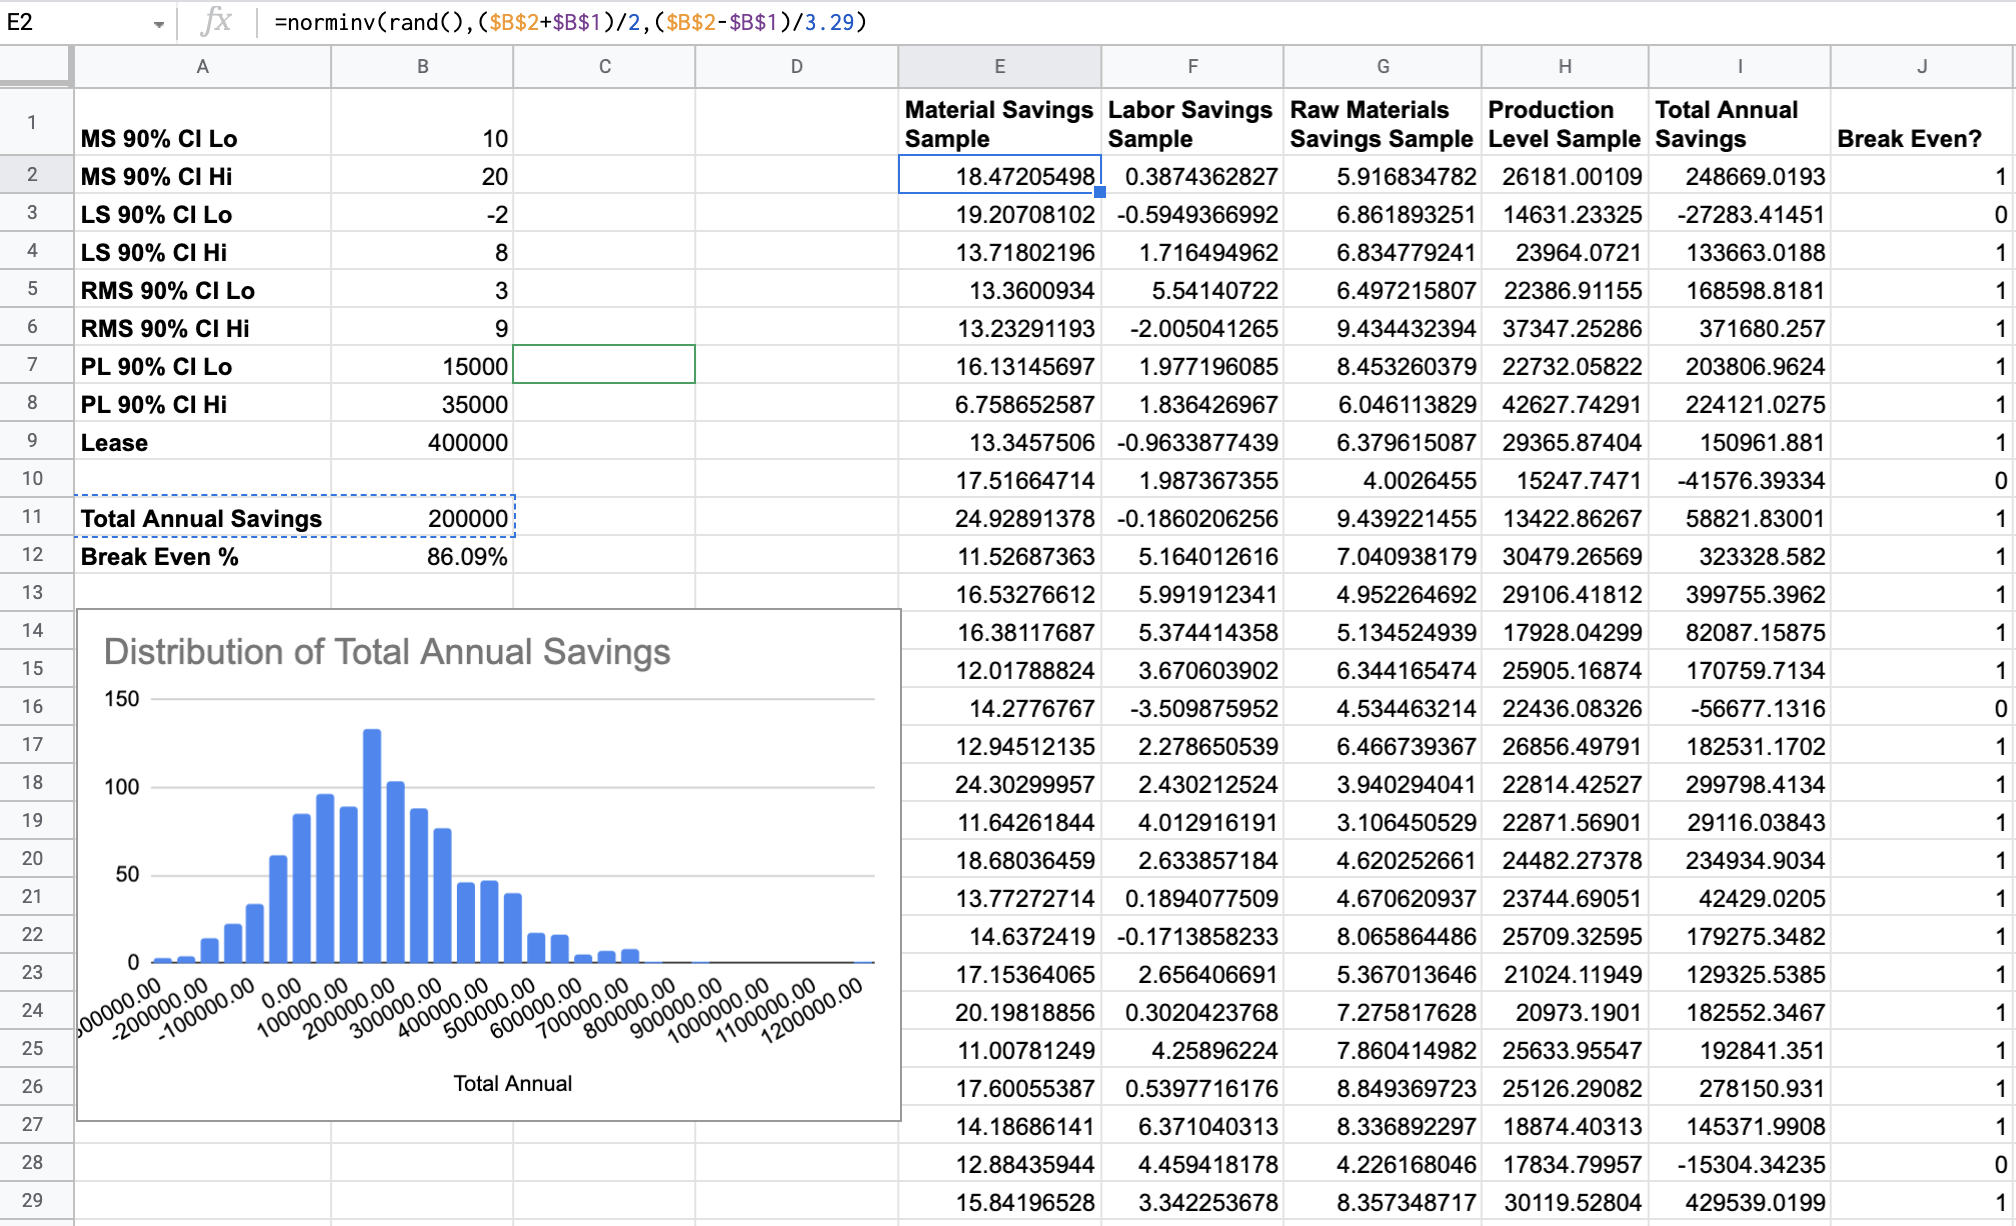 E2 fx =norminv(rand(),($B$2+$B$1)/2,($B$2-$B$1)/3.29)
A B C D E F G H I J
1 MS 90% CI Lo 10 Material Savings Sample Labor Savings Sample Raw Materials Savings Sample Production Level Sample Total Annual Savings Break Even?
2 MS 90% CI Hi 20 18.47205498 0.3874362827 5.916834782 26181.00109 248669.0193 1
3 LS 90% CI Lo -2 19.20708102 -0.5949366992 6.861893251 14631.23325 -27283.41451 0
4 LS 90% CI Hi 8 13.71802196 1.716494962 6.834779241 23964.0721 133663.0188 1
5 RMS 90% CI Lo 3 13.3600934 5.54140722 6.497215807 22386.91155 168598.8181 1
6 RMS 90% CI Hi 9 13.23291193 -2.005041265 9.434432394 37347.25286 371680.257 1
7 PL 90% CI Lo 15000 16.13145697 1.977196085 8.453260379 22732.05822 203806.9624 1
8 PL 90% CI Hi 35000 6.758652587 1.836426967 6.046113829 42627.74291 224121.0275 1
9 Lease 400000 13.3457506 -0.9633877439 6.379615087 29365.87404 150961.881 1
10 17.51664714 1.987367355 4.0026455 15247.7471 -41576.39334 0
11 Total Annual Savings 200000 24.92891378 -0.1860206256 9.439221455 13422.86267 58821.83001 1
12 Break Even % 86.09% 11.52687363 5.164012616 7.040938179 30479.26569 323328.582 1
13 16.53276612 5.991912341 4.952264692 29106.41812 399755.3962 1
14 16.38117687 5.374414358 5.134524939 17928.04299 82087.15875 1
15 12.01788824 3.670603902 6.344165474 25905.16874 170759.7134 1
16 14.2776767 -3.509875952 4.534463214 22436.08326 -56677.1316 0
17 12.94512135 2.278650539 6.466739367 26856.49791 182531.1702 1
18 24.30299957 2.430212524 3.940294041 22814.42527 299798.4134 1
19 11.64261844 4.012916191 3.106450529 22871.56901 29116.03843 1
20 18.68036459 2.633857184 4.620252661 24482.27378 234934.9034 1
21 13.77272714 0.1894077509 4.670620937 23744.69051 42429.0205 1
22 14.6372419 -0.1713858233 8.065864486 25709.32595 179275.3482 1
23 17.15364065 2.656406691 5.367013646 21024.11949 129325.5385 1
24 20.19818856 0.3020423768 7.275817628 20973.1901 182552.3467 1
25 11.00781249 4.25896224 7.860414982 25633.95547 192841.351 1
26 17.60055387 0.5397716176 8.849369723 25126.29082 278150.931 1
27 14.18686141 6.371040313 8.336892297 18874.40313 145371.9908 1
28 12.88435944 4.459418178 4.226168046 17834.79957 -15304.34235 0
29 15.84196528 3.342253678 8.357348717 30119.52804 429539.0199 1
Distribution of Total Annual Savings
150
100
50
0
00000.00 -200000.00 -100000.00 0.00 100000.00 200000.00 300000.00 400000.00 500000.00 600000.00 700000.00 800000.00 900000.00 1000000.00 1100000.00 1200000.00
Total Annual